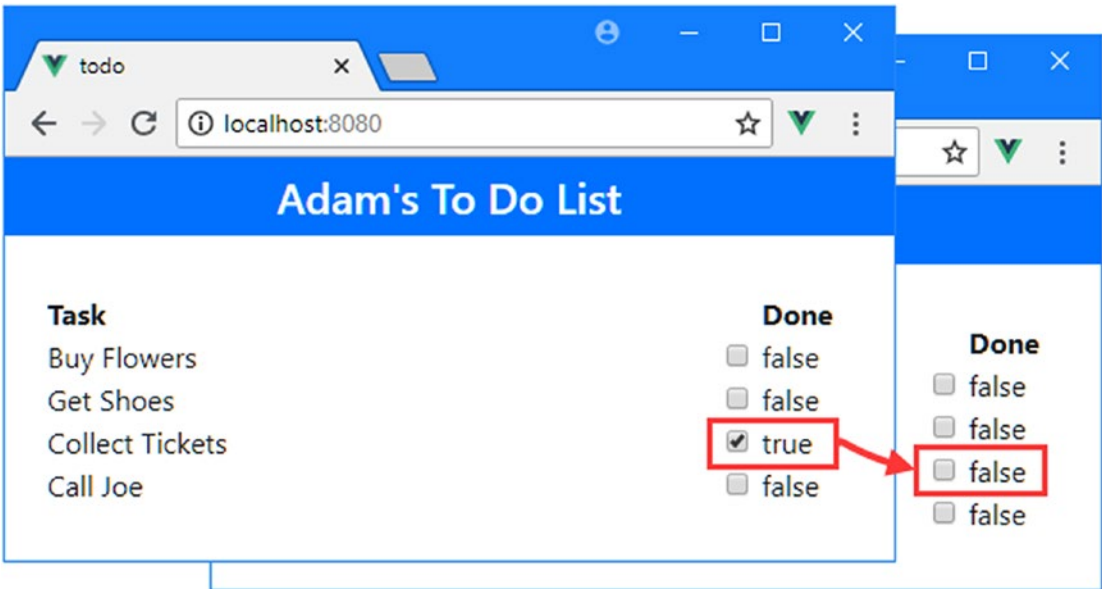 todo
localhost:8080
Adam's To Do List
Task Done
Buy Flowers false
Get Shoes false
Collect Tickets true
Call Joe false
Done
false
false
false
false